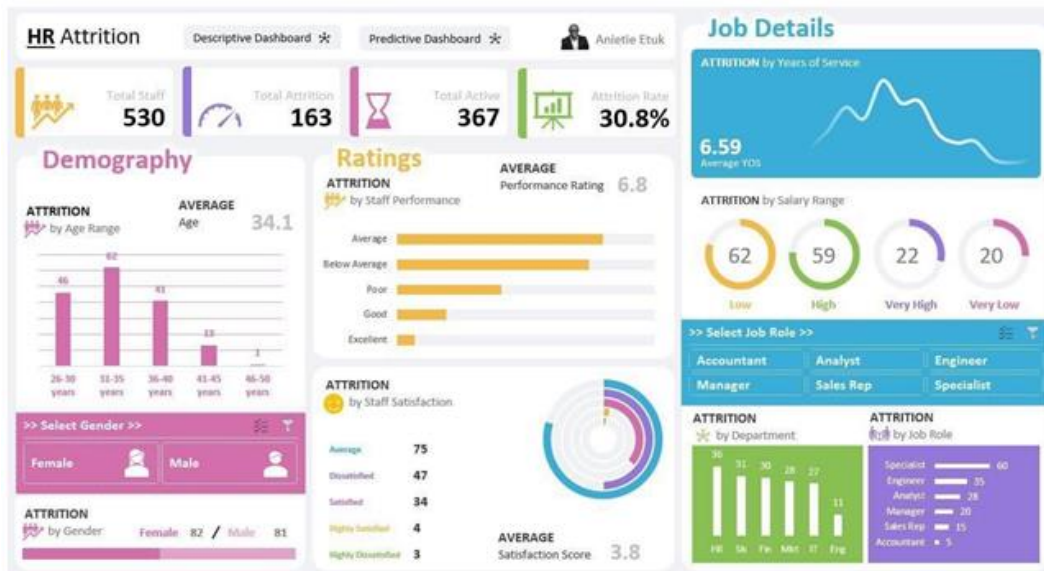 HR Attrition
Descriptive Dashboard
Predictive Dashboard
Anietie Etuk
Total Staff
530
Total Attrition
163
Total Active
367
Attrition Rate
30.8%
Demography
ATTRITION
by Age Range
AVERAGE
Age
34.1
46
62
41
13
1
26-30 years
31-35 years
36-40 years
41-45 years
46-50 years
>> Select Gender >>
Female
Male
ATTRITION
by Gender
Female 82 / Male 81
Ratings
ATTRITION
by Staff Performance
AVERAGE
Performance Rating 6.8
Average
Below Average
Poor
Good
Excellent
ATTRITION
by Staff Satisfaction
Average 75
Dissatisfied 47
Satisfied 34
Highly Satisfied 4
Highly Dissatisfied 3
AVERAGE
Satisfaction Score 3.8
Job Details
ATTRITION by Years of Service
6.59
Average YOS
ATTRITION by Salary Range
62
59
22
20
Low
High
Very High
Very Low
>> Select Job Role >>
Accountant
Analyst
Engineer
Manager
Sales Rep
Specialist
ATTRITION
by Department
36
31
30
28
27
11
HR
Fin
Mkt
IT
Eng
ATTRITION
by Job Role
Specialist 60
Engineer 35
Analyst 28
Manager 20
Sales Rep 15
Accountant 5